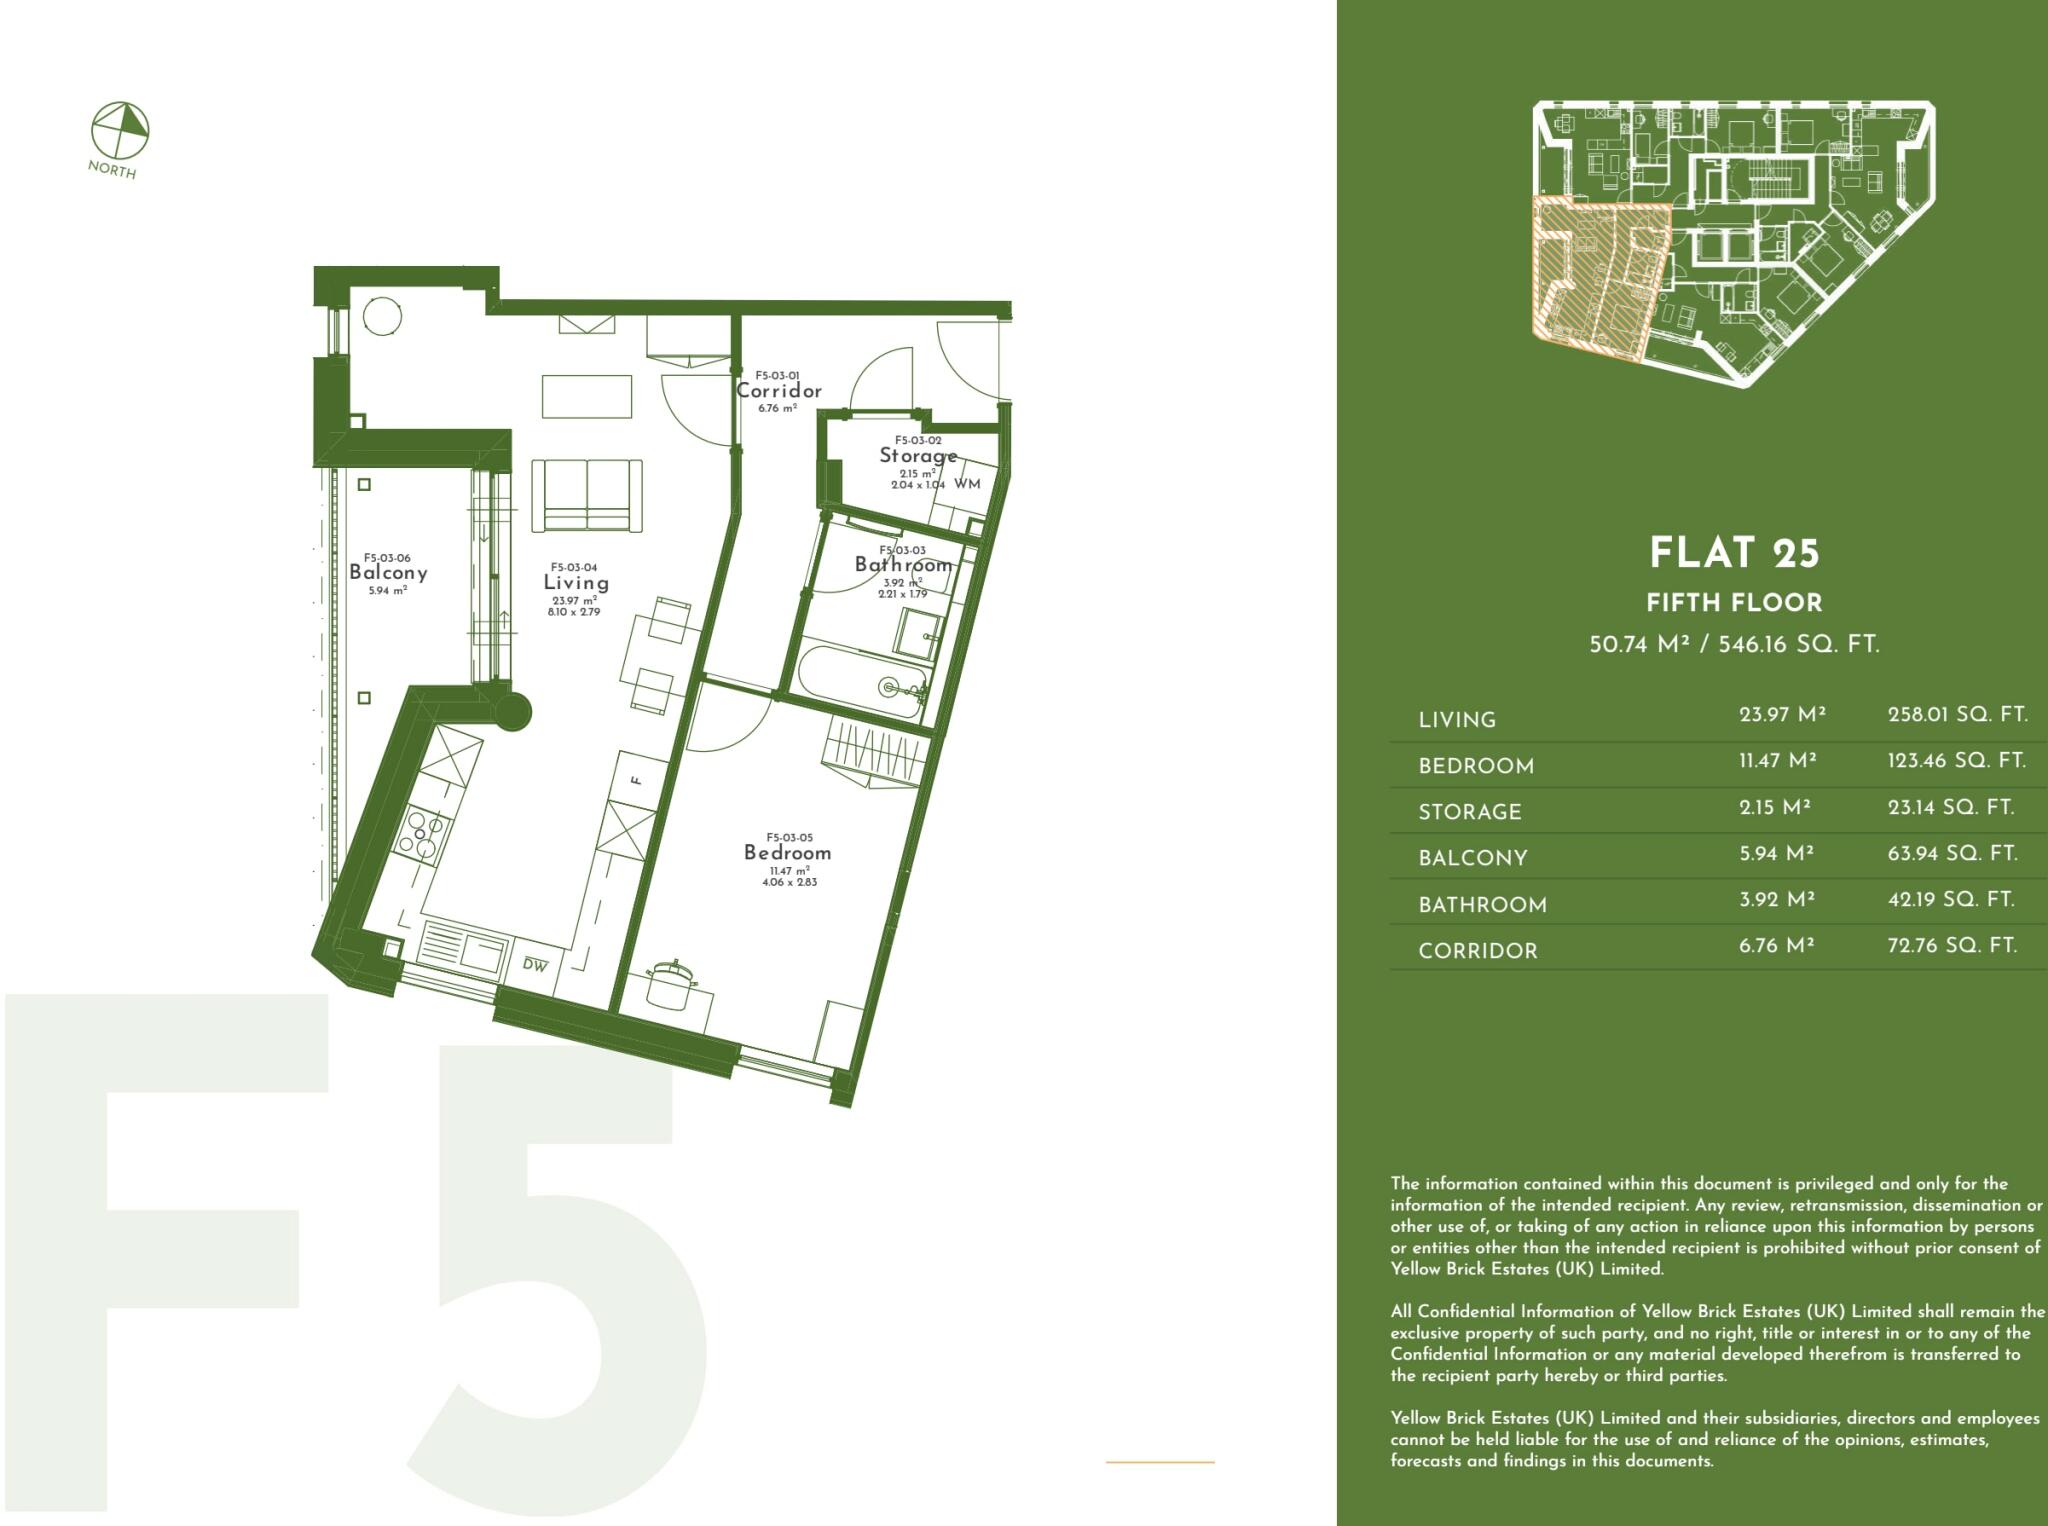 NORTH
F5-03-01
Corridor
6.76 m²
F5-03-02
Storage
2.15 m²
2.04 x 1.04
WM
F5-03-03
Bathroom
3.92 m²
2.21 x 1.79
F5-03-06
Balcony
5.94 m²
F5-03-04
Living
23.97 m²
8.10 x 2.79
F
F5-03-05
Bedroom
11.47 m²
4.06 x 2.83
DW
F5
FLAT 25
FIFTH FLOOR
50.74 M² / 546.16 SQ. FT.
LIVING 23.97 M² 258.01 SQ. FT.
BEDROOM 11.47 M² 123.46 SQ. FT.
STORAGE 2.15 M² 23.14 SQ. FT.
BALCONY 5.94 M² 63.94 SQ. FT.
BATHROOM 3.92 M² 42.19 SQ. FT.
CORRIDOR 6.76 M² 72.76 SQ. FT.
The information contained within this document is privileged and only for the
information of the intended recipient. Any review, retransmission, dissemination or
other use of, or taking of any action in reliance upon this information by persons
or entities other than the intended recipient is prohibited without prior consent of
Yellow Brick Estates (UK) Limited.
All Confidential Information of Yellow Brick Estates (UK) Limited shall remain the
exclusive property of such party, and no right, title or interest in or to any of the
Confidential Information or any material developed therefrom is transferred to
the recipient party hereby or third parties.
Yellow Brick Estates (UK) Limited and their subsidiaries, directors and employees
cannot be held liable for the use of and reliance of the opinions, estimates,
forecasts and findings in this documents.